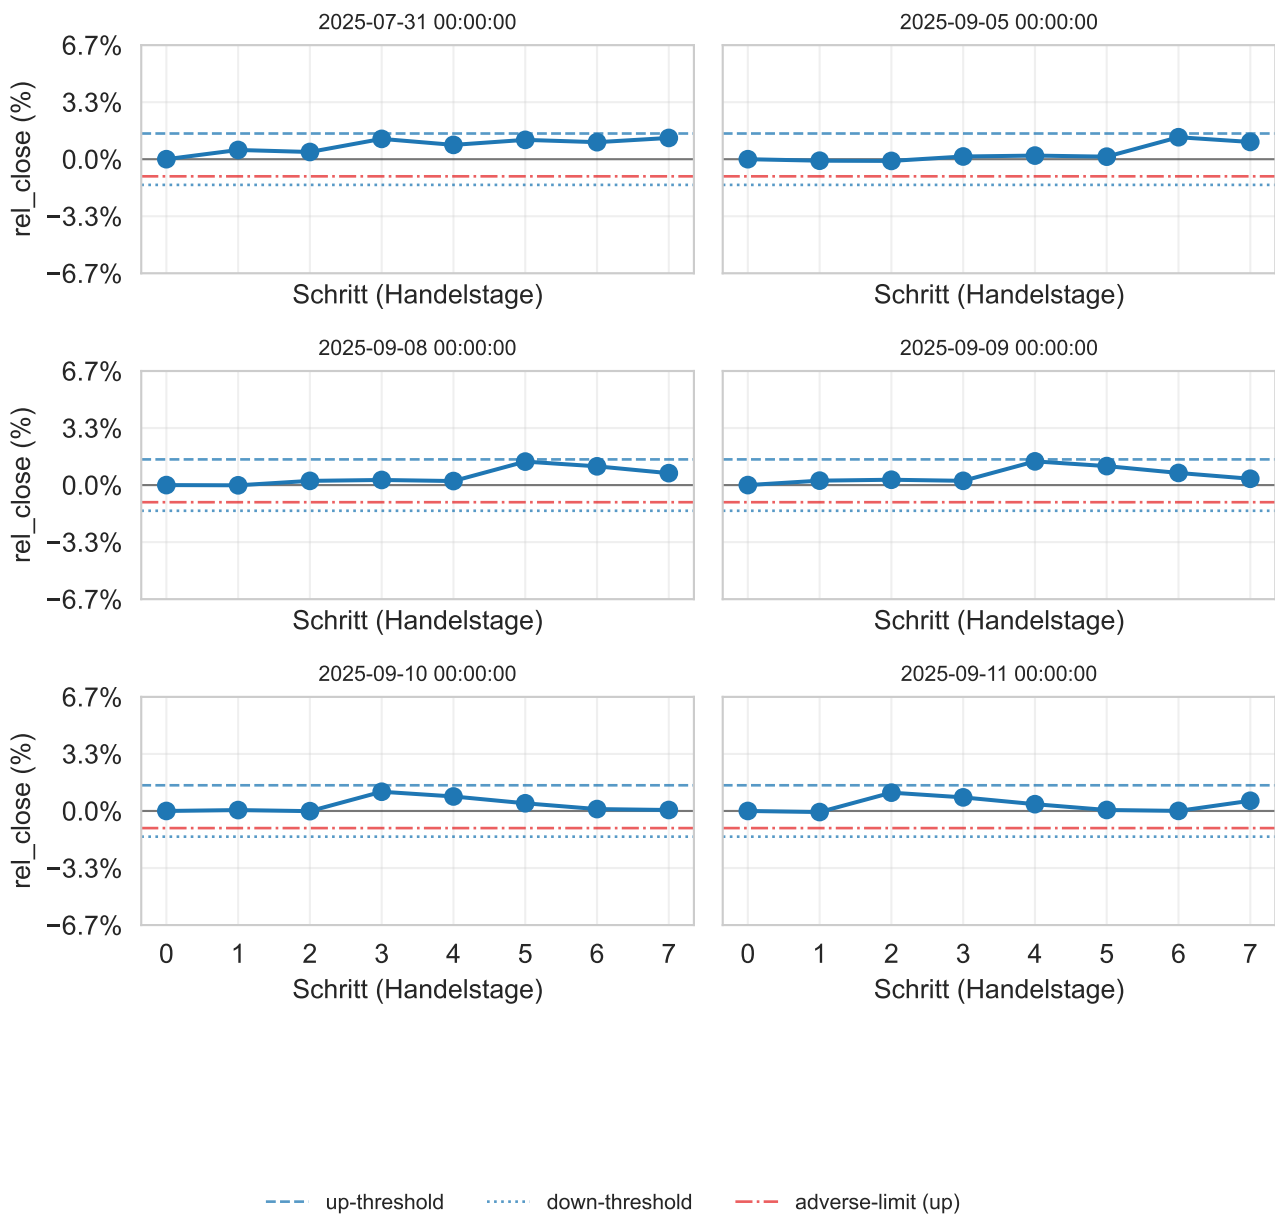 2025-07-31 00:00:00
2025-09-05 00:00:00
6.7%
3.3%
0.0%
−3.3%
−6.7%
rel_close (%)
Schritt (Handelstage)
Schritt (Handelstage)
2025-09-08 00:00:00
2025-09-09 00:00:00
6.7%
3.3%
0.0%
−3.3%
−6.7%
rel_close (%)
Schritt (Handelstage)
Schritt (Handelstage)
2025-09-10 00:00:00
2025-09-11 00:00:00
6.7%
3.3%
0.0%
−3.3%
−6.7%
rel_close (%)
0 1 2 3 4 5 6 7
0 1 2 3 4 5 6 7
Schritt (Handelstage)
Schritt (Handelstage)
up-threshold
down-threshold
adverse-limit (up)